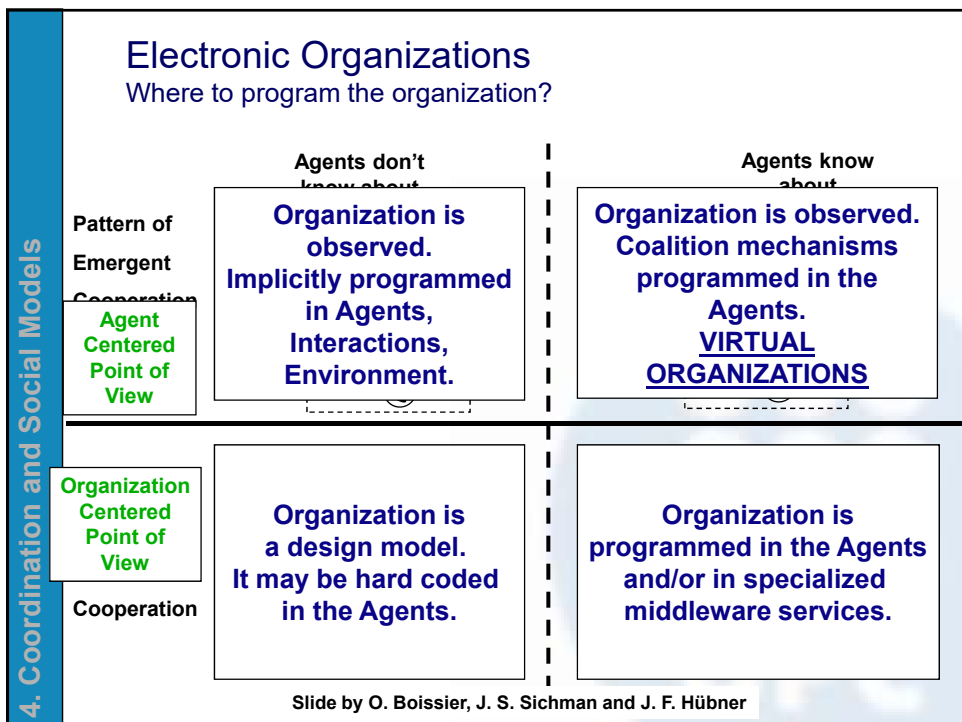 Electronic Organizations
Where to program the organization?
4. Coordination and Social Models
Agents don't
know about
Agents know
about
Pattern of
Emergent
Cooperation
Agent
Centered
Point of
View
Organization is
observed.
Implicitly programmed
in Agents,
Interactions,
Environment.
Organization is observed.
Coalition mechanisms
programmed in the
Agents.
VIRTUAL
ORGANIZATIONS
Organization
Centered
Point of
View
Cooperation
Organization is
a design model.
It may be hard coded
in the Agents.
Organization is
programmed in the Agents
and/or in specialized
middleware services.
Slide by O. Boissier, J. S. Sichman and J. F. Hübner